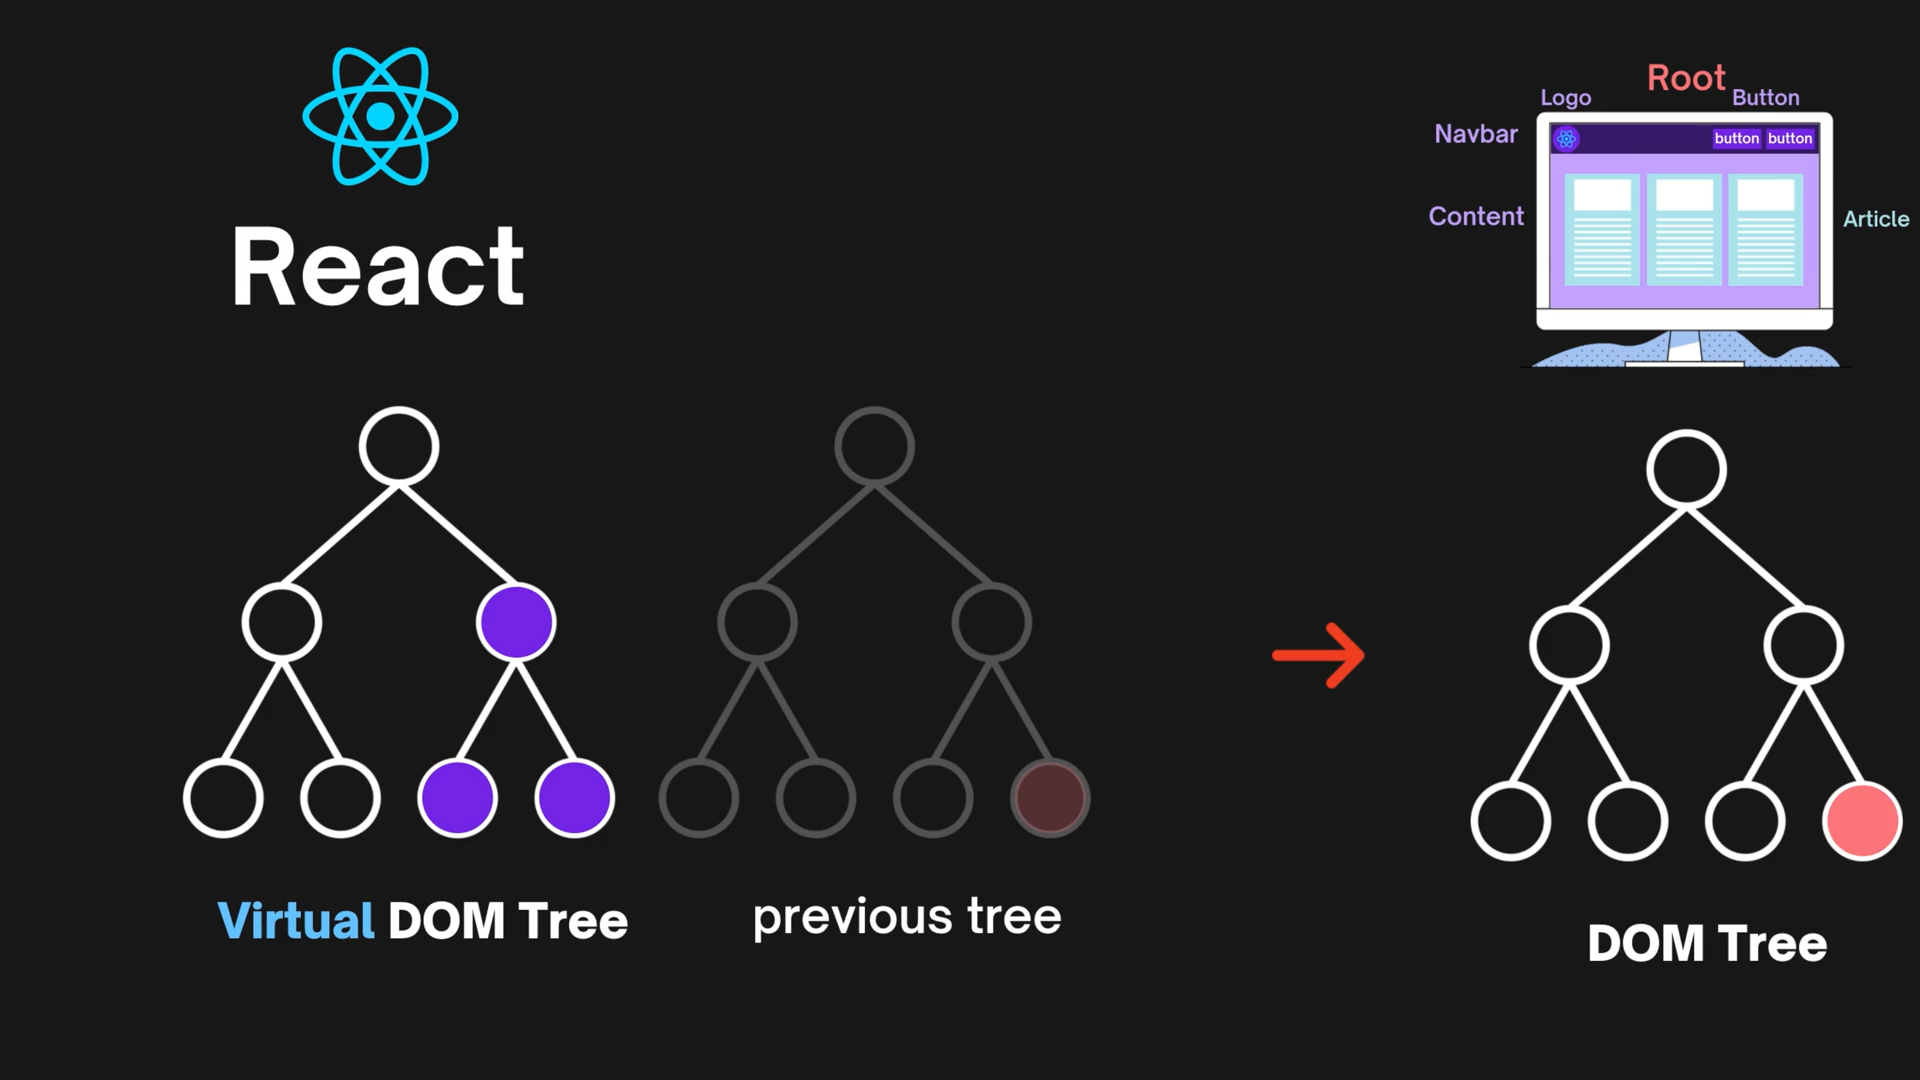 React
Root
Logo
Button
Navbar
button button
Content
Article
Virtual DOM Tree
previous tree
DOM Tree